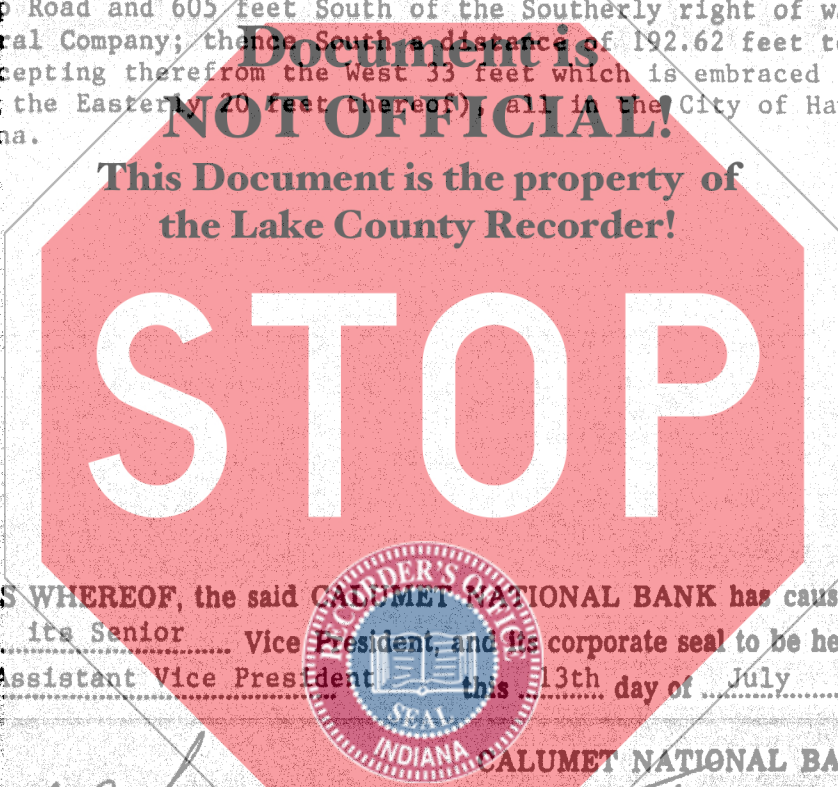 Road and 605 feet South of the Southerly right of w
ral Company; thence South a distance of 192.62 feet to
Document is
cepting therefrom the West 33 feet which is embraced
the Easterly 20 feet thereof), all in the City of Ha
NOT OFFICIAL!
na.
This Document is the property of
the Lake County Recorder!
STOP
S WHEREOF, the said CALUMET NATIONAL BANK has caus
its Senior Vice President, and its corporate seal to be he
Assistant Vice President this 13th day of July
RECORDER'S CIVIC
SEAL
INDIANA
CALUMET NATIONAL BA